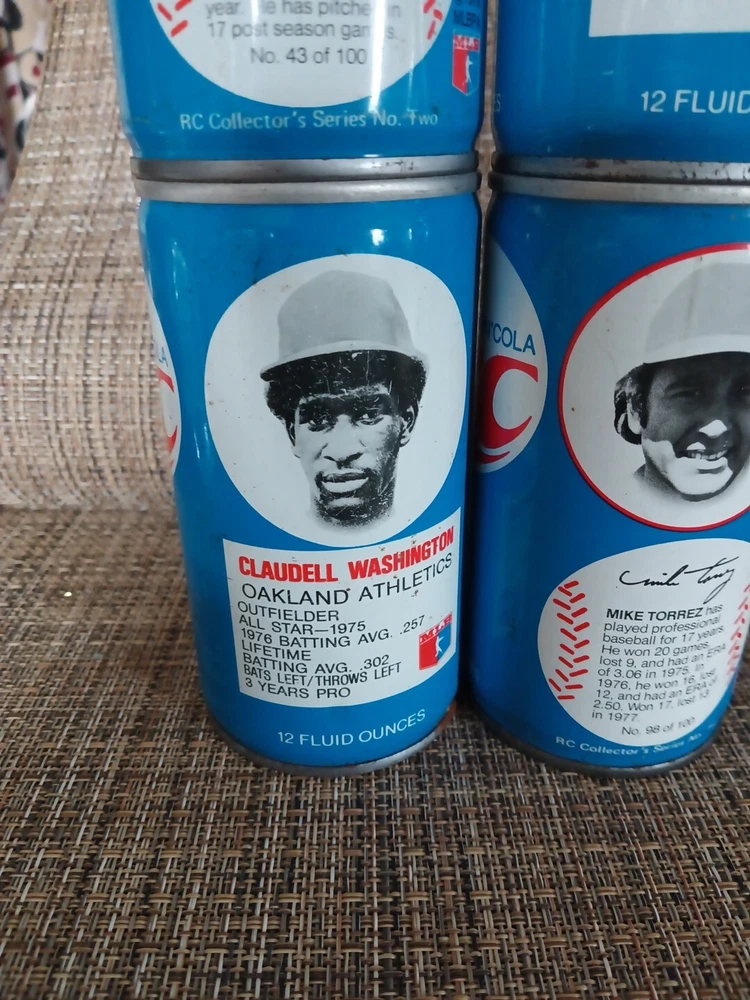 year. He has pitched in
17 post season games.
No. 43 of 100
MLBPA
RC Collector's Series No. Two
12 FLUID
COLA
C
CLAUDELL WASHINGTON
OAKLAND ATHLETICS
OUTFIELDER
ALL STAR—1975
1976 BATTING AVG. .257
LIFETIME
BATTING AVG. .302
BATS LEFT/THROWS LEFT
3 YEARS PRO
12 FLUID OUNCES
Mike Torrez
MIKE TORREZ has
played professional
baseball for 17 years.
He won 20 games,
lost 9, and had an ERA
of 3.06 in 1975. In
1976, he won 16, lost
12, and had an ERA of
2.50. Won 17, lost 13
in 1977.
No. 98 of 100
RC Collector's Series No.